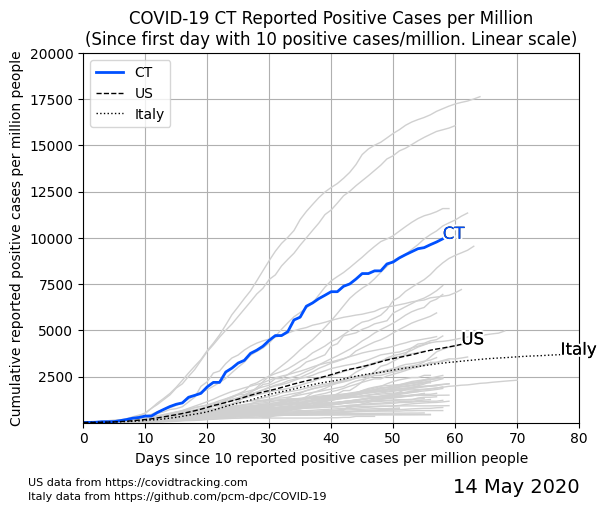 COVID-19 CT Reported Positive Cases per Million
(Since first day with 10 positive cases/million. Linear scale)
Cumulative reported positive cases per million people
20000
17500
15000
12500
10000
7500
5000
2500
CT
US
Italy
CT
US
Italy
0 10 20 30 40 50 60 70 80
Days since 10 reported positive cases per million people
US data from https://covidtracking.com
Italy data from https://github.com/pcm-dpc/COVID-19
14 May 2020